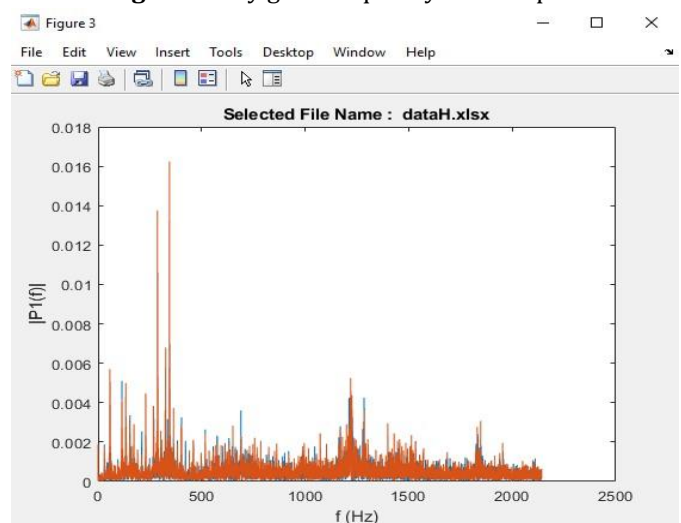 Figure 3
File Edit View Insert Tools Desktop Window Help
Selected File Name : dataH.xlsx
0.018
0.016
0.014
0.012
0.01
0.008
0.006
0.004
0.002
0
|P1(f)|
0 500 1000 1500 2000 2500
f (Hz)